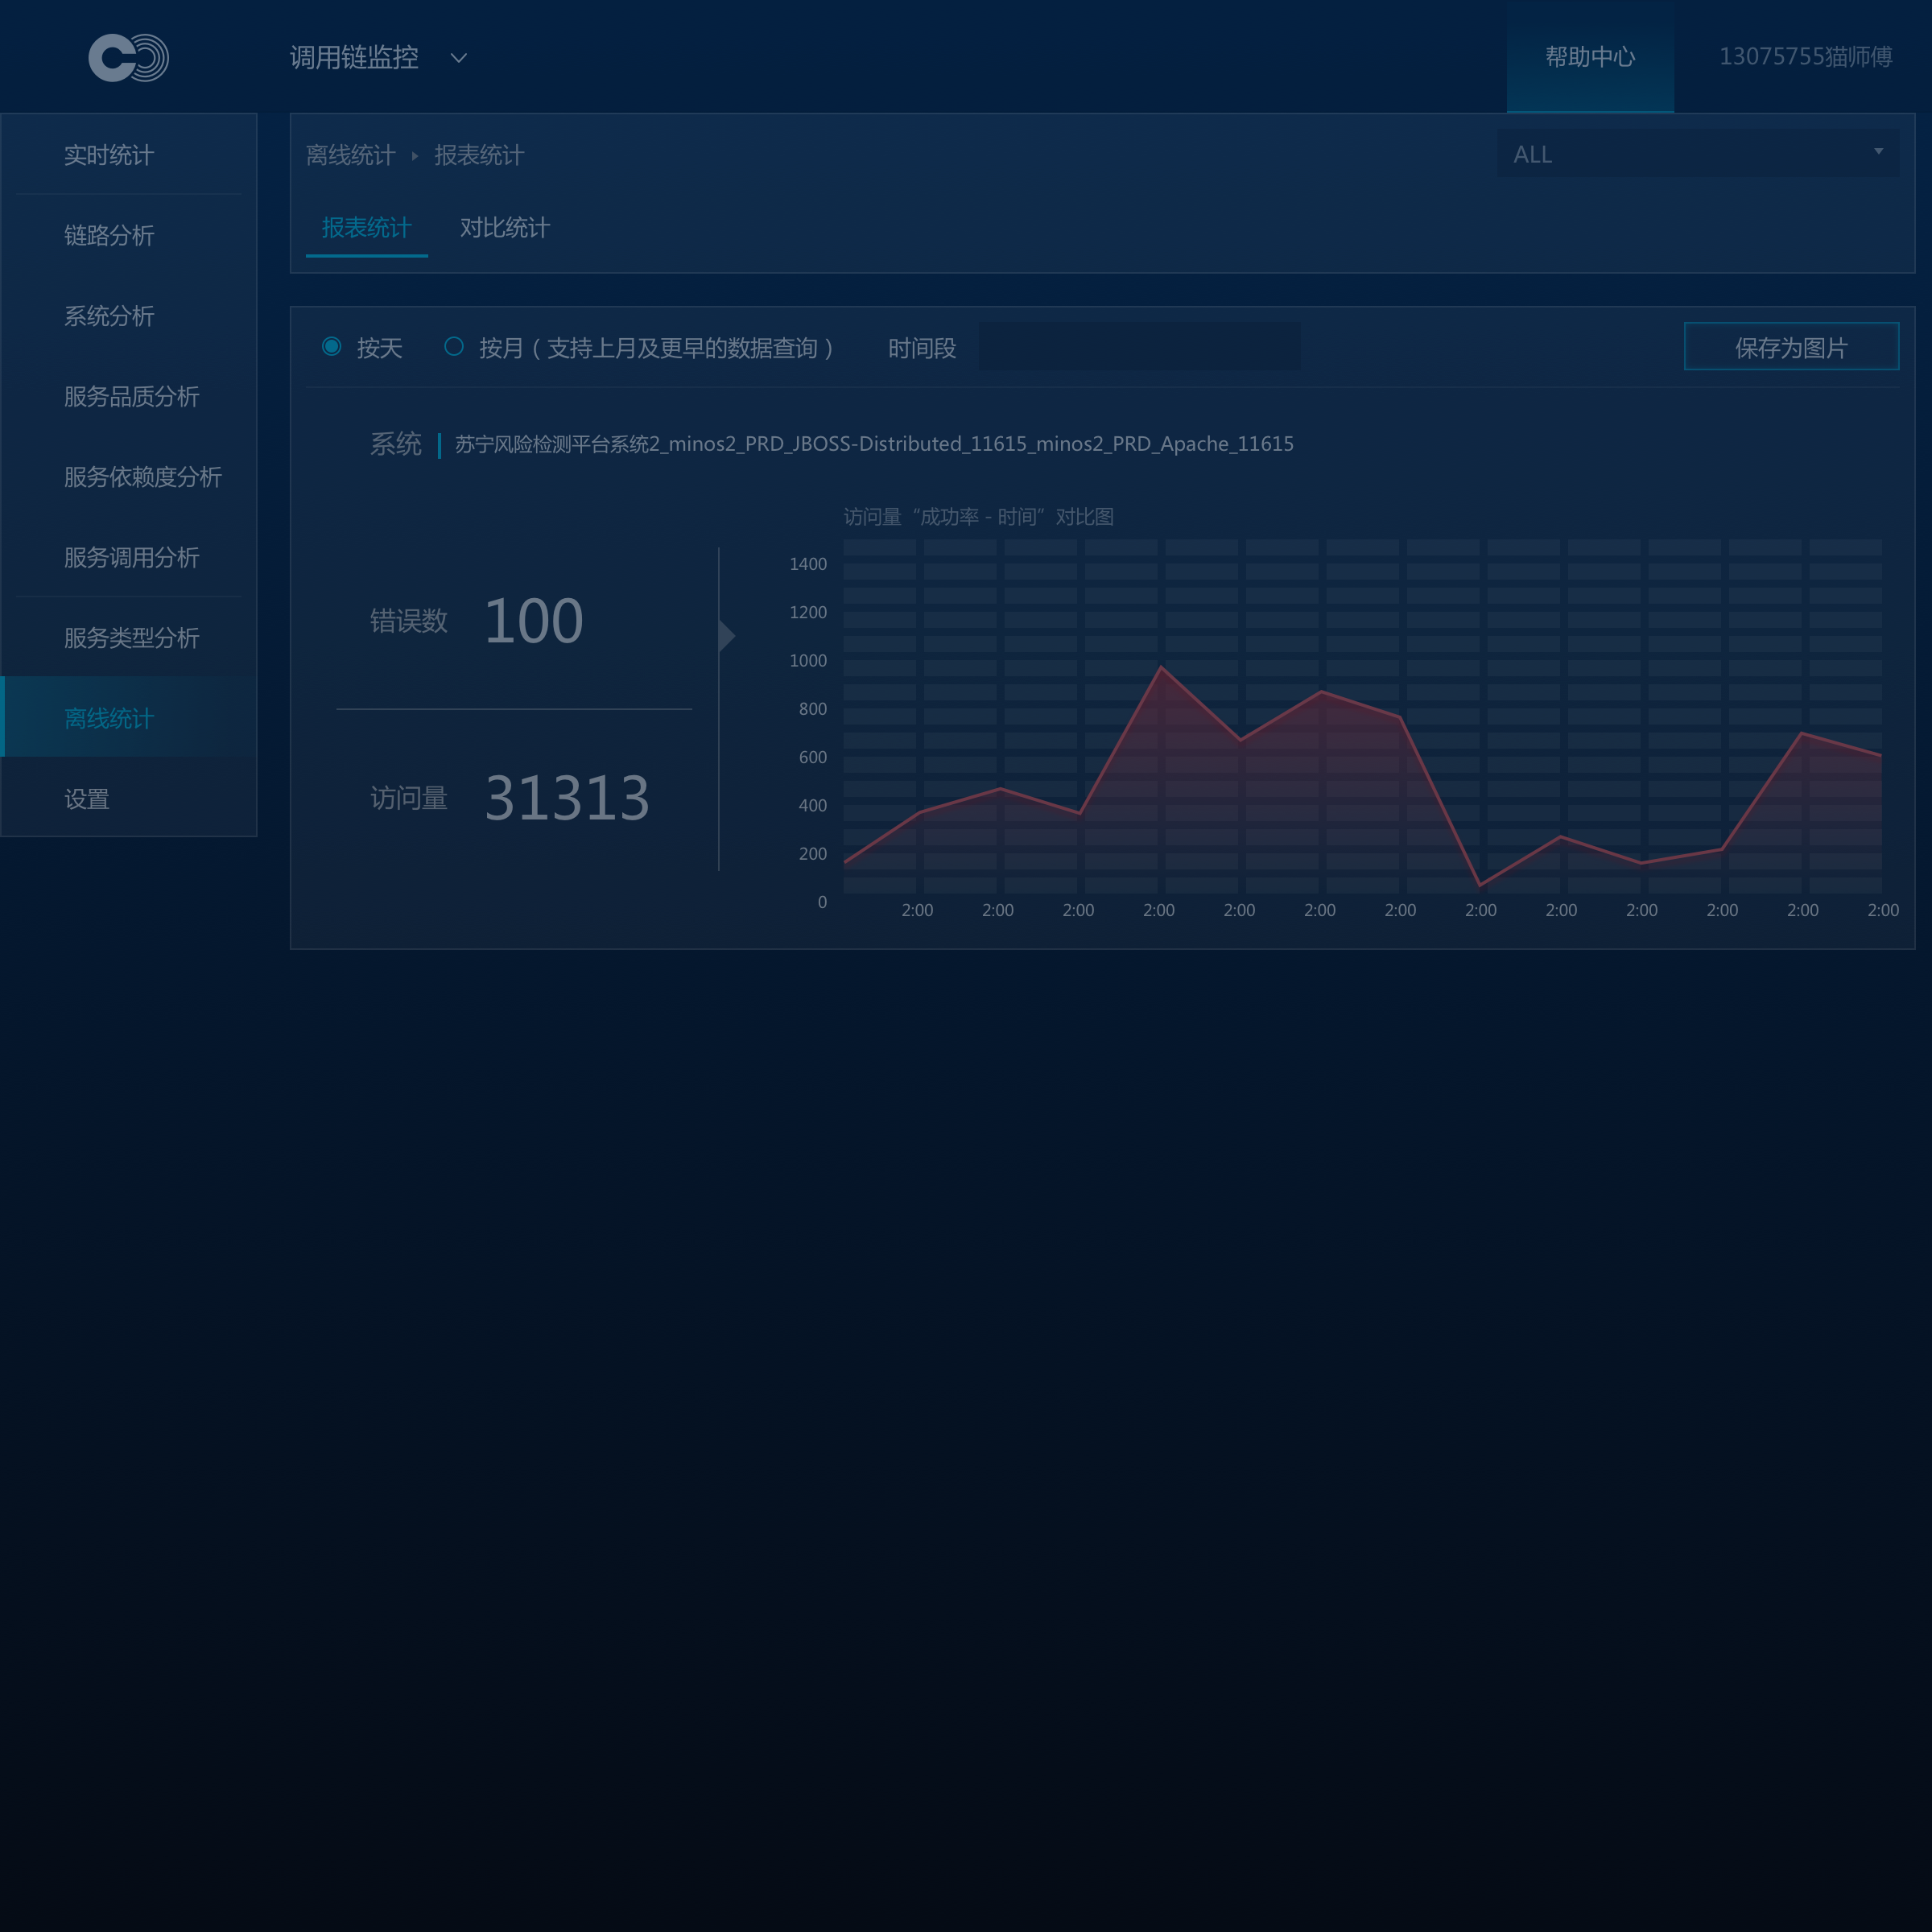 调用链监控
帮助中心
13075755猫师傅
实时统计
链路分析
系统分析
服务品质分析
服务依赖度分析
服务调用分析
服务类型分析
离线统计
设置
离线统计 报表统计
ALL
报表统计 对比统计
按天 按月（支持上月及更早的数据查询） 时间段
保存为图片
系统 苏宁风险检测平台系统2_minos2_PRD_JBOSS-Distributed_11615_minos2_PRD_Apache_11615
错误数 100
访问量 31313
访问量“成功率 - 时间”对比图
1400
1200
1000
800
600
400
200
0
2:00 2:00 2:00 2:00 2:00 2:00 2:00 2:00 2:00 2:00 2:00 2:00 2:00